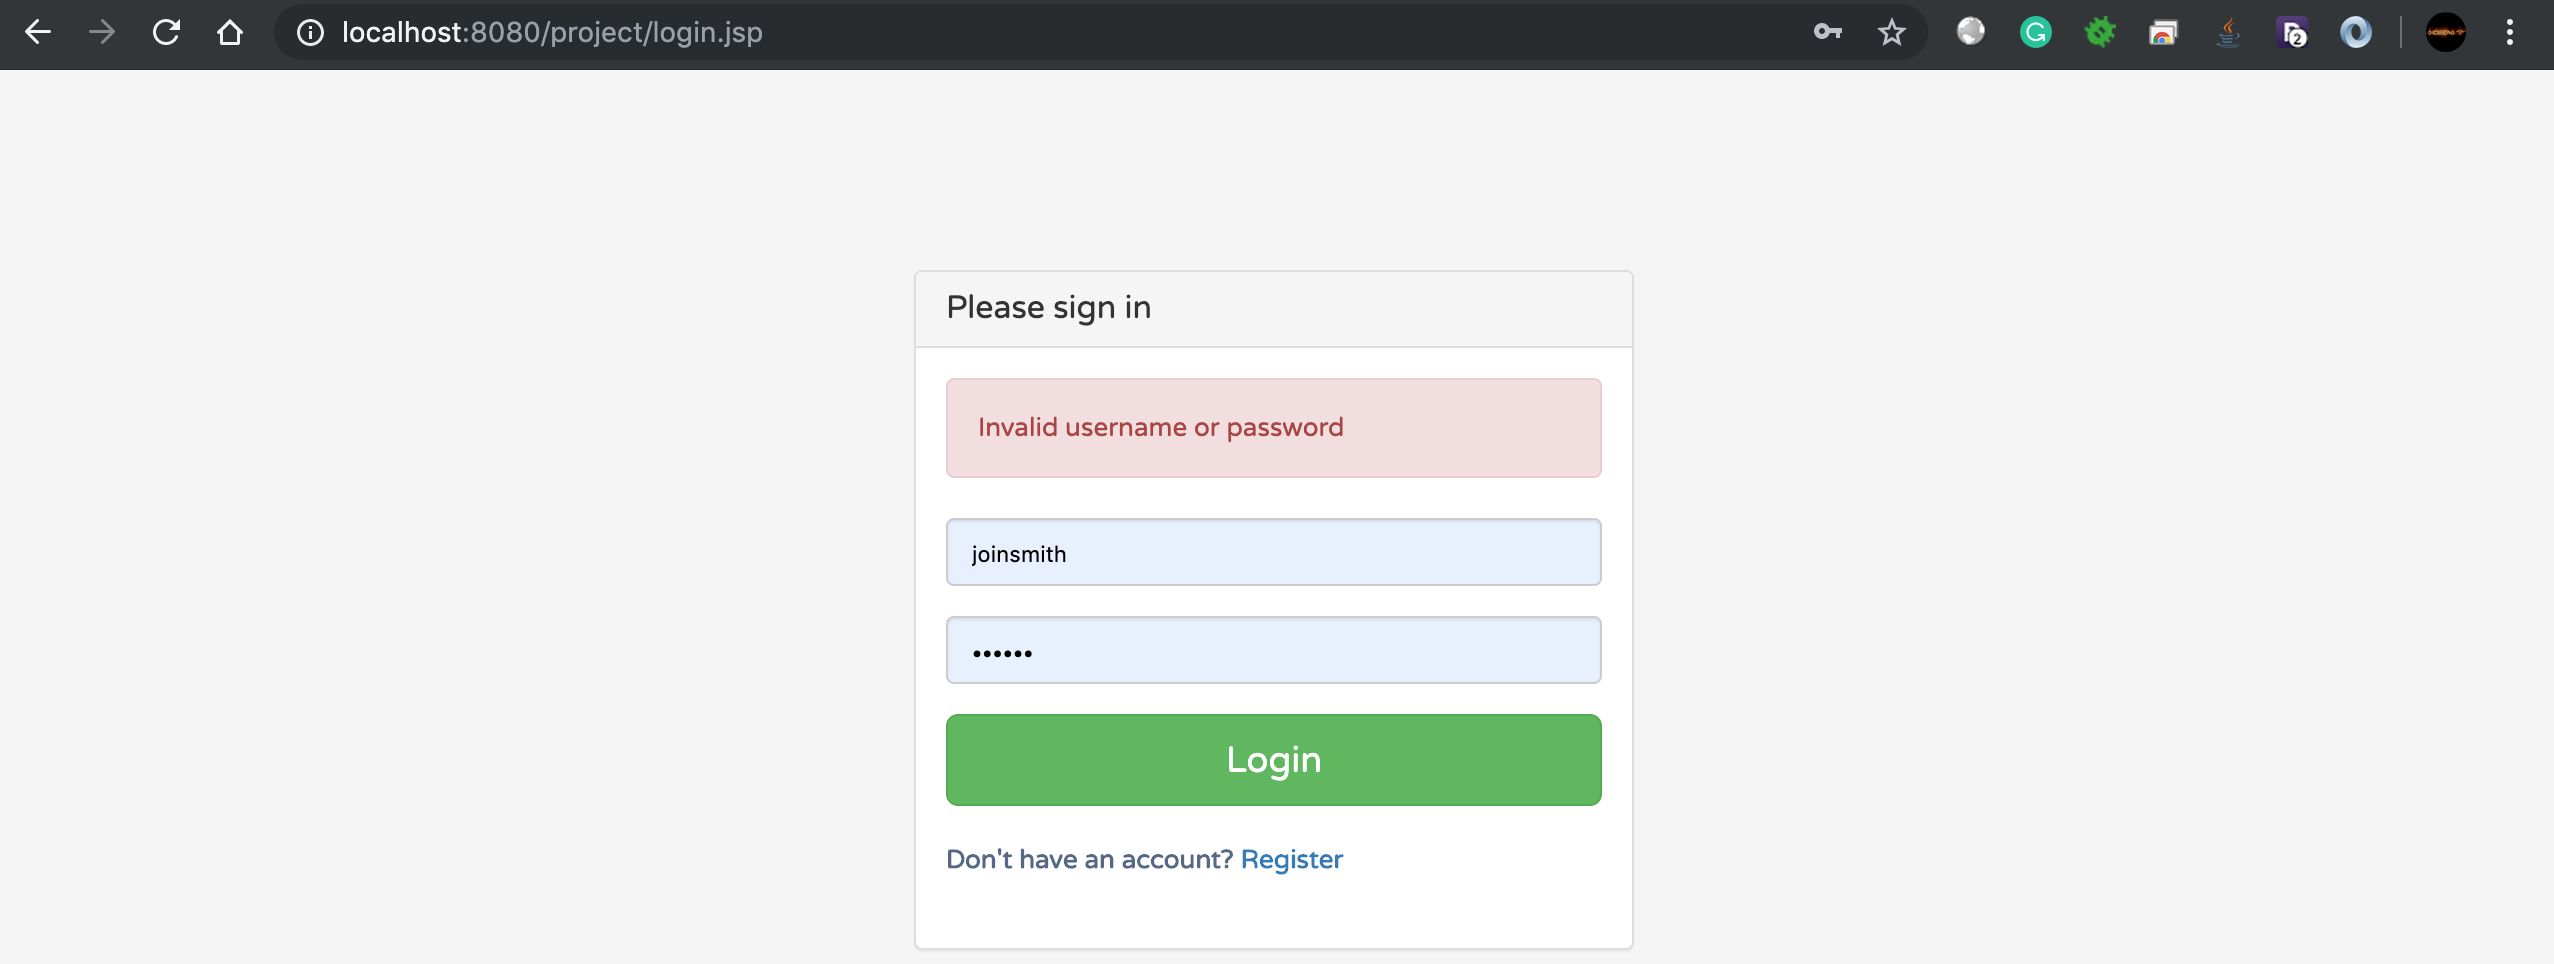 localhost:8080/project/login.jsp
Please sign in
Invalid username or password
joinsmith
••••••
Login
Don't have an account? Register